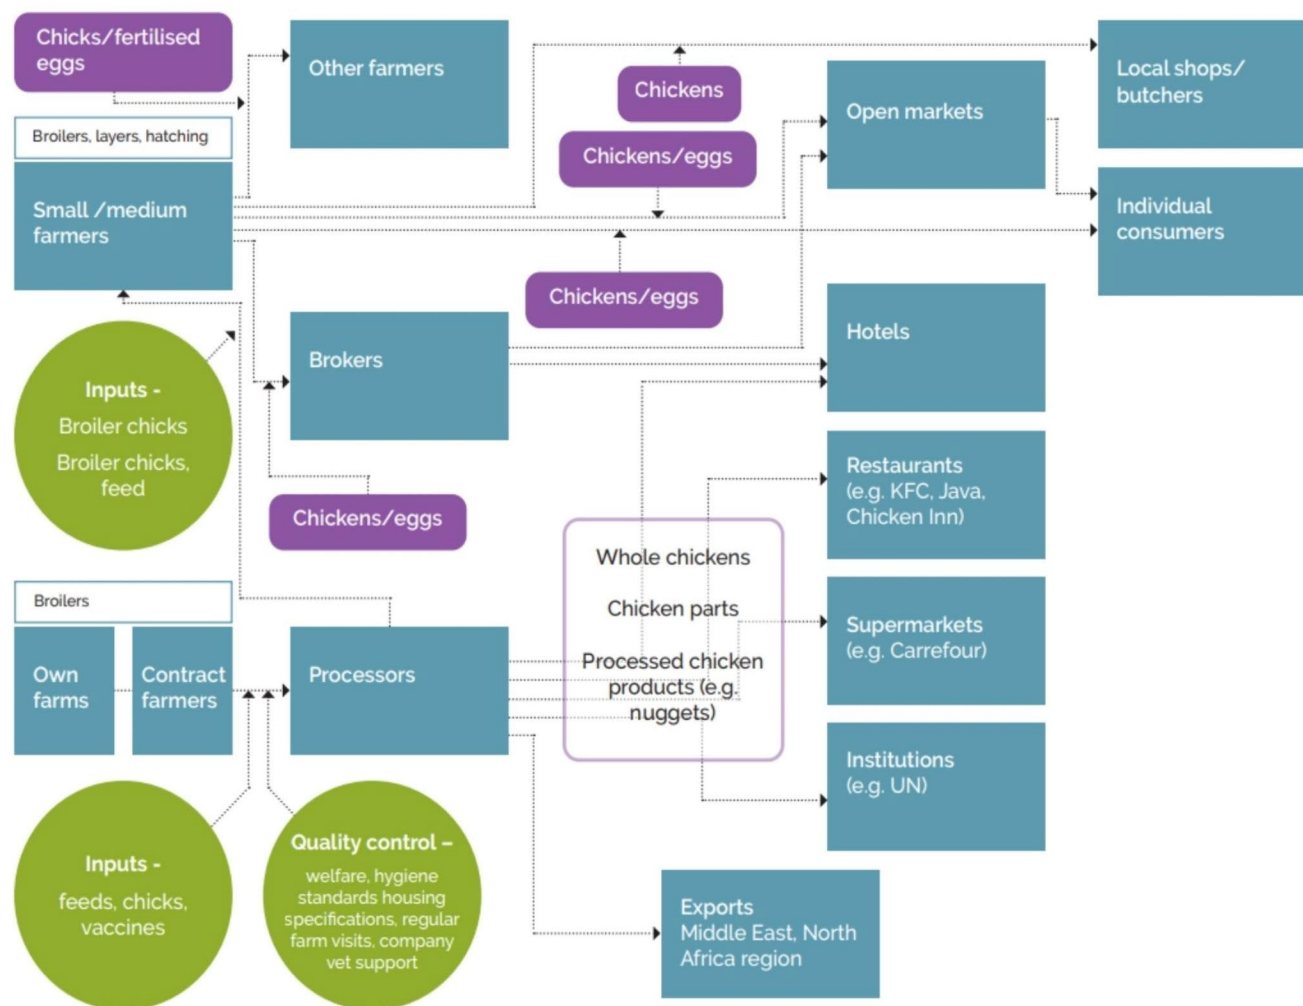 Chicks/fertilised
eggs
Other farmers
Local shops/
butchers
Chickens
Open markets
Broilers, layers, hatching
Chickens/eggs
Small /medium
farmers
Individual
consumers
Chickens/eggs
Hotels
Brokers
Inputs -
Broiler chicks
Broiler chicks,
feed
Restaurants
(e.g. KFC, Java,
Chicken Inn)
Chickens/eggs
Whole chickens
Chicken parts
Processed chicken
products (e.g.
nuggets)
Broilers
Supermarkets
(e.g. Carrefour)
Own
farms
Contract
farmers
Processors
Institutions
(e.g. UN)
Inputs -
feeds, chicks,
vaccines
Quality control –
welfare, hygiene
standards housing
specifications, regular
farm visits, company
vet support
Exports
Middle East, North
Africa region